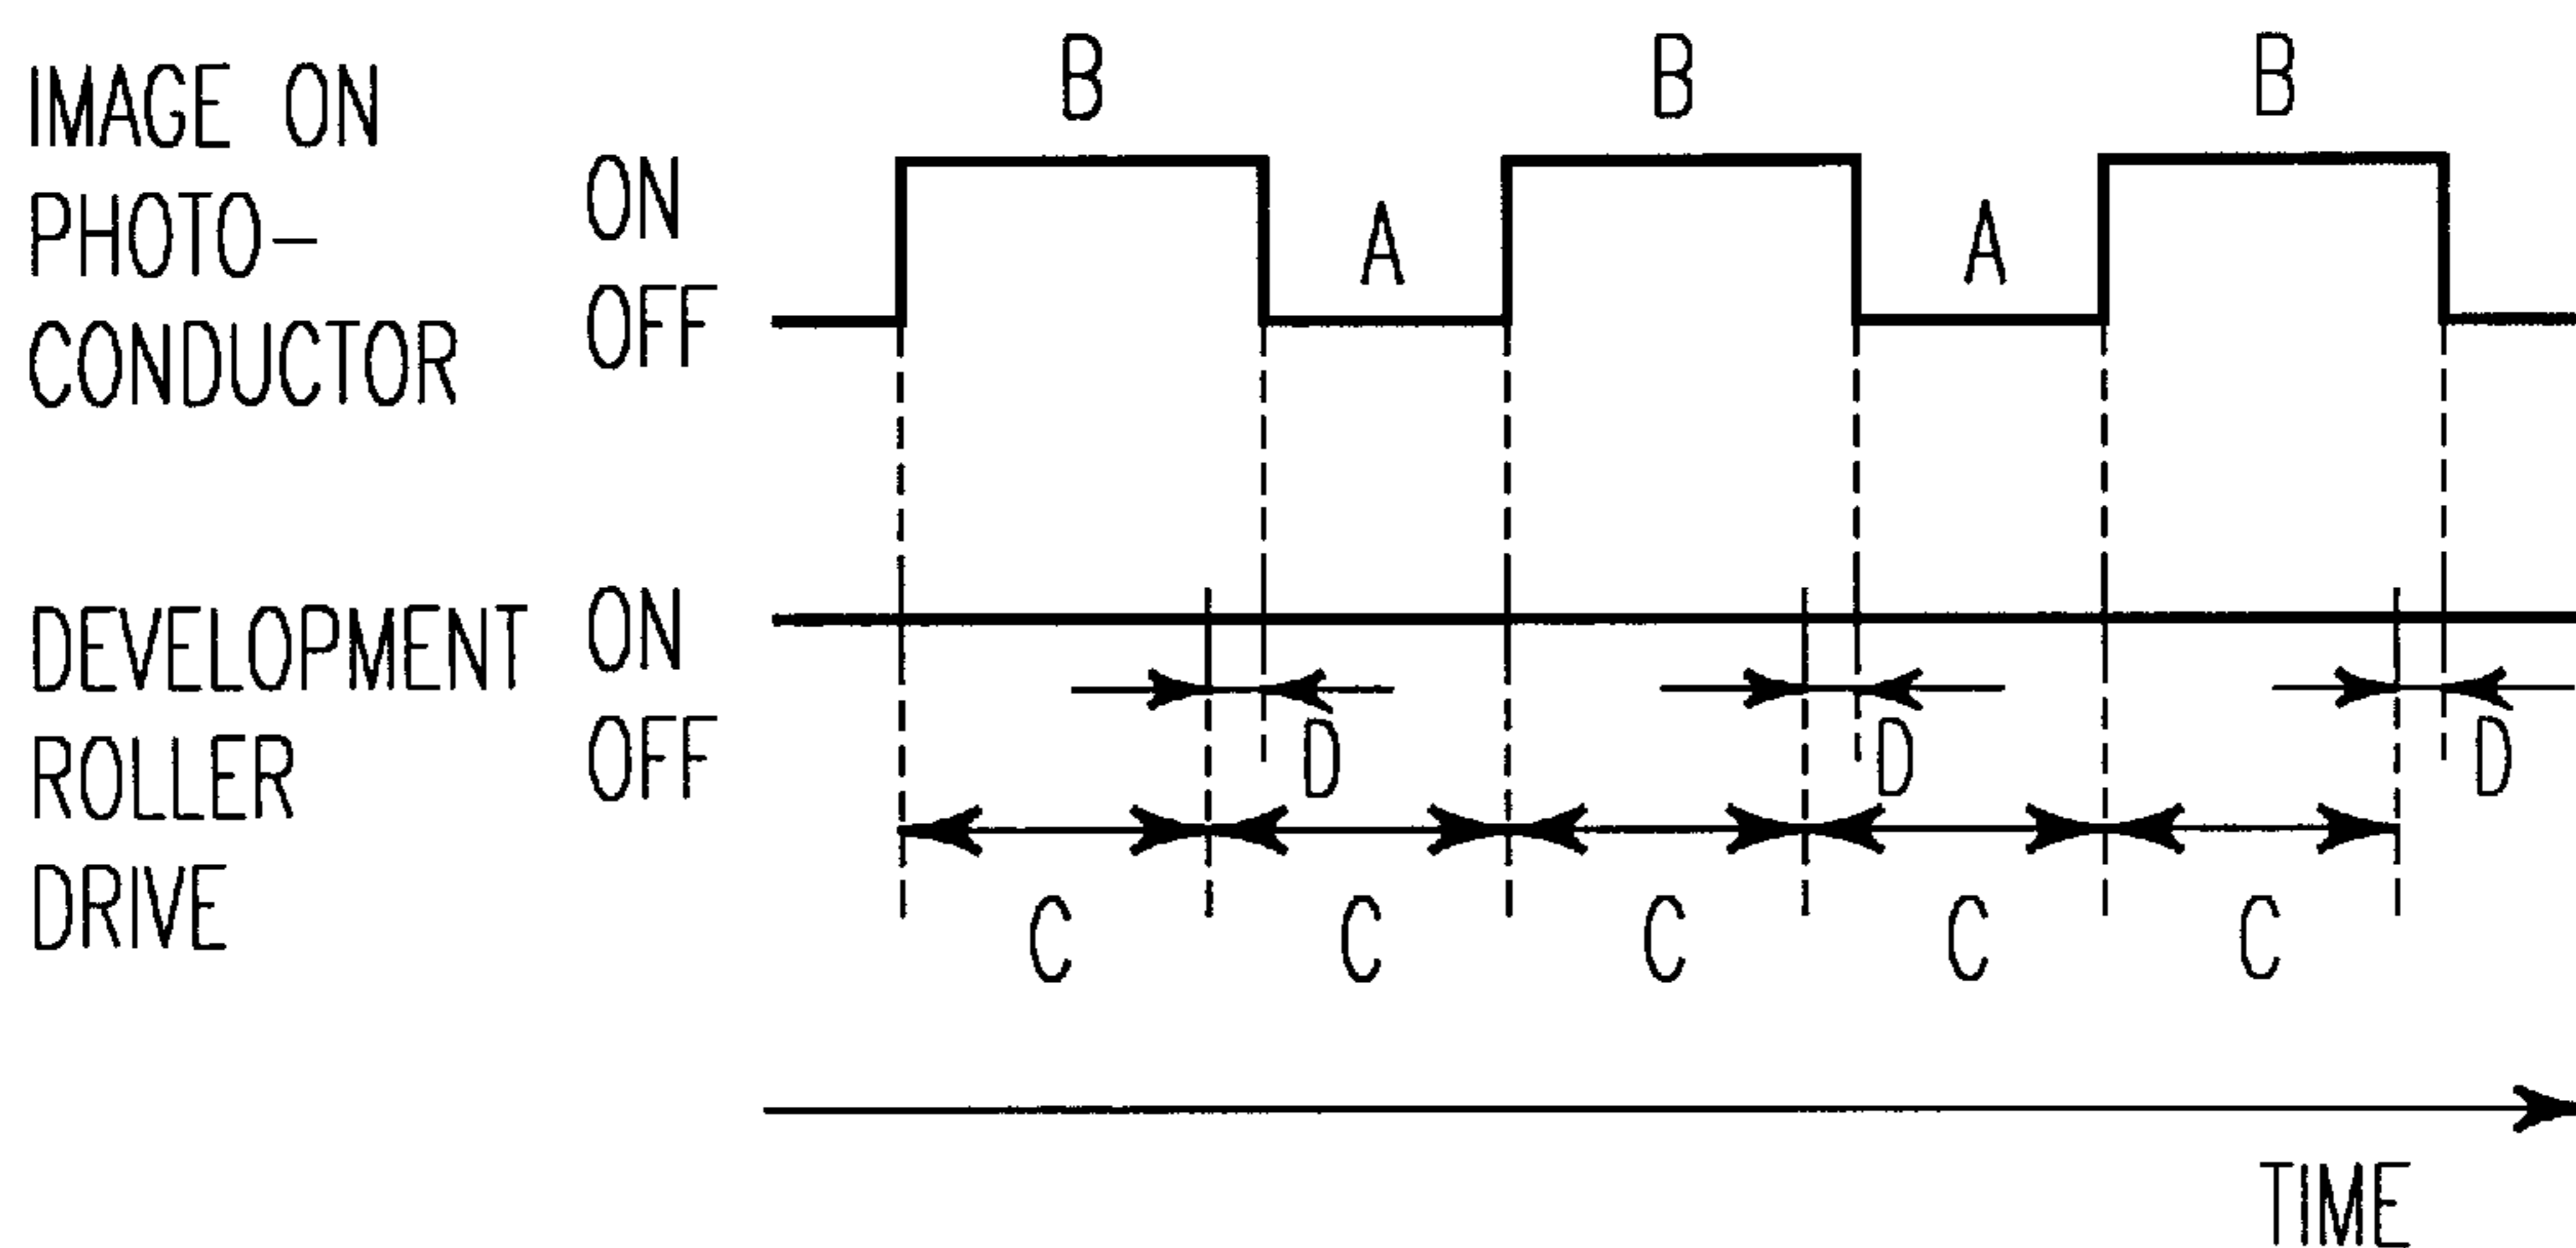 IMAGE ON
PHOTO-
CONDUCTOR
ON
OFF
B B B
A A
DEVELOPMENT
ROLLER
DRIVE
ON
OFF
D D D
C C C C C
TIME